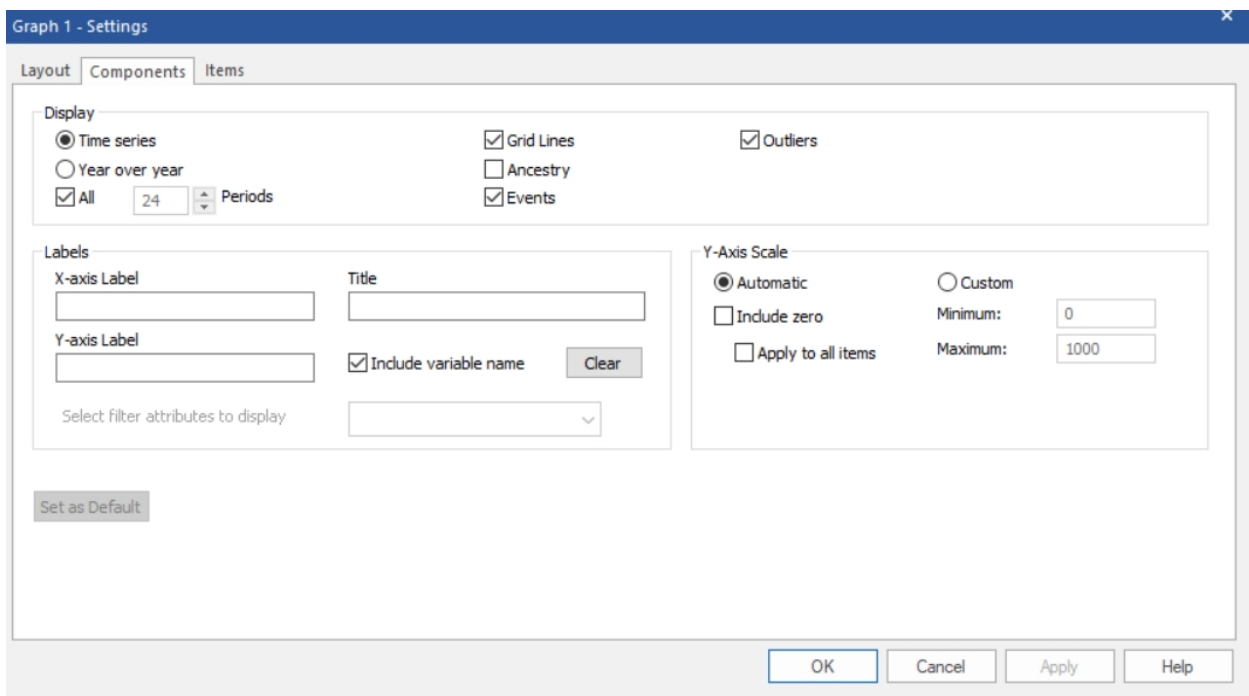 Graph 1 - Settings
Layout Components Items
Display
Time series Grid Lines Outliers
Year over year Ancestry
All 24 Periods Events
Labels
X-axis Label Title
Y-axis Label
Include variable name Clear
Select filter attributes to display
Y-Axis Scale
Automatic Custom
Include zero Minimum: 0
Apply to all items Maximum: 1000
Set as Default
OK Cancel Apply Help